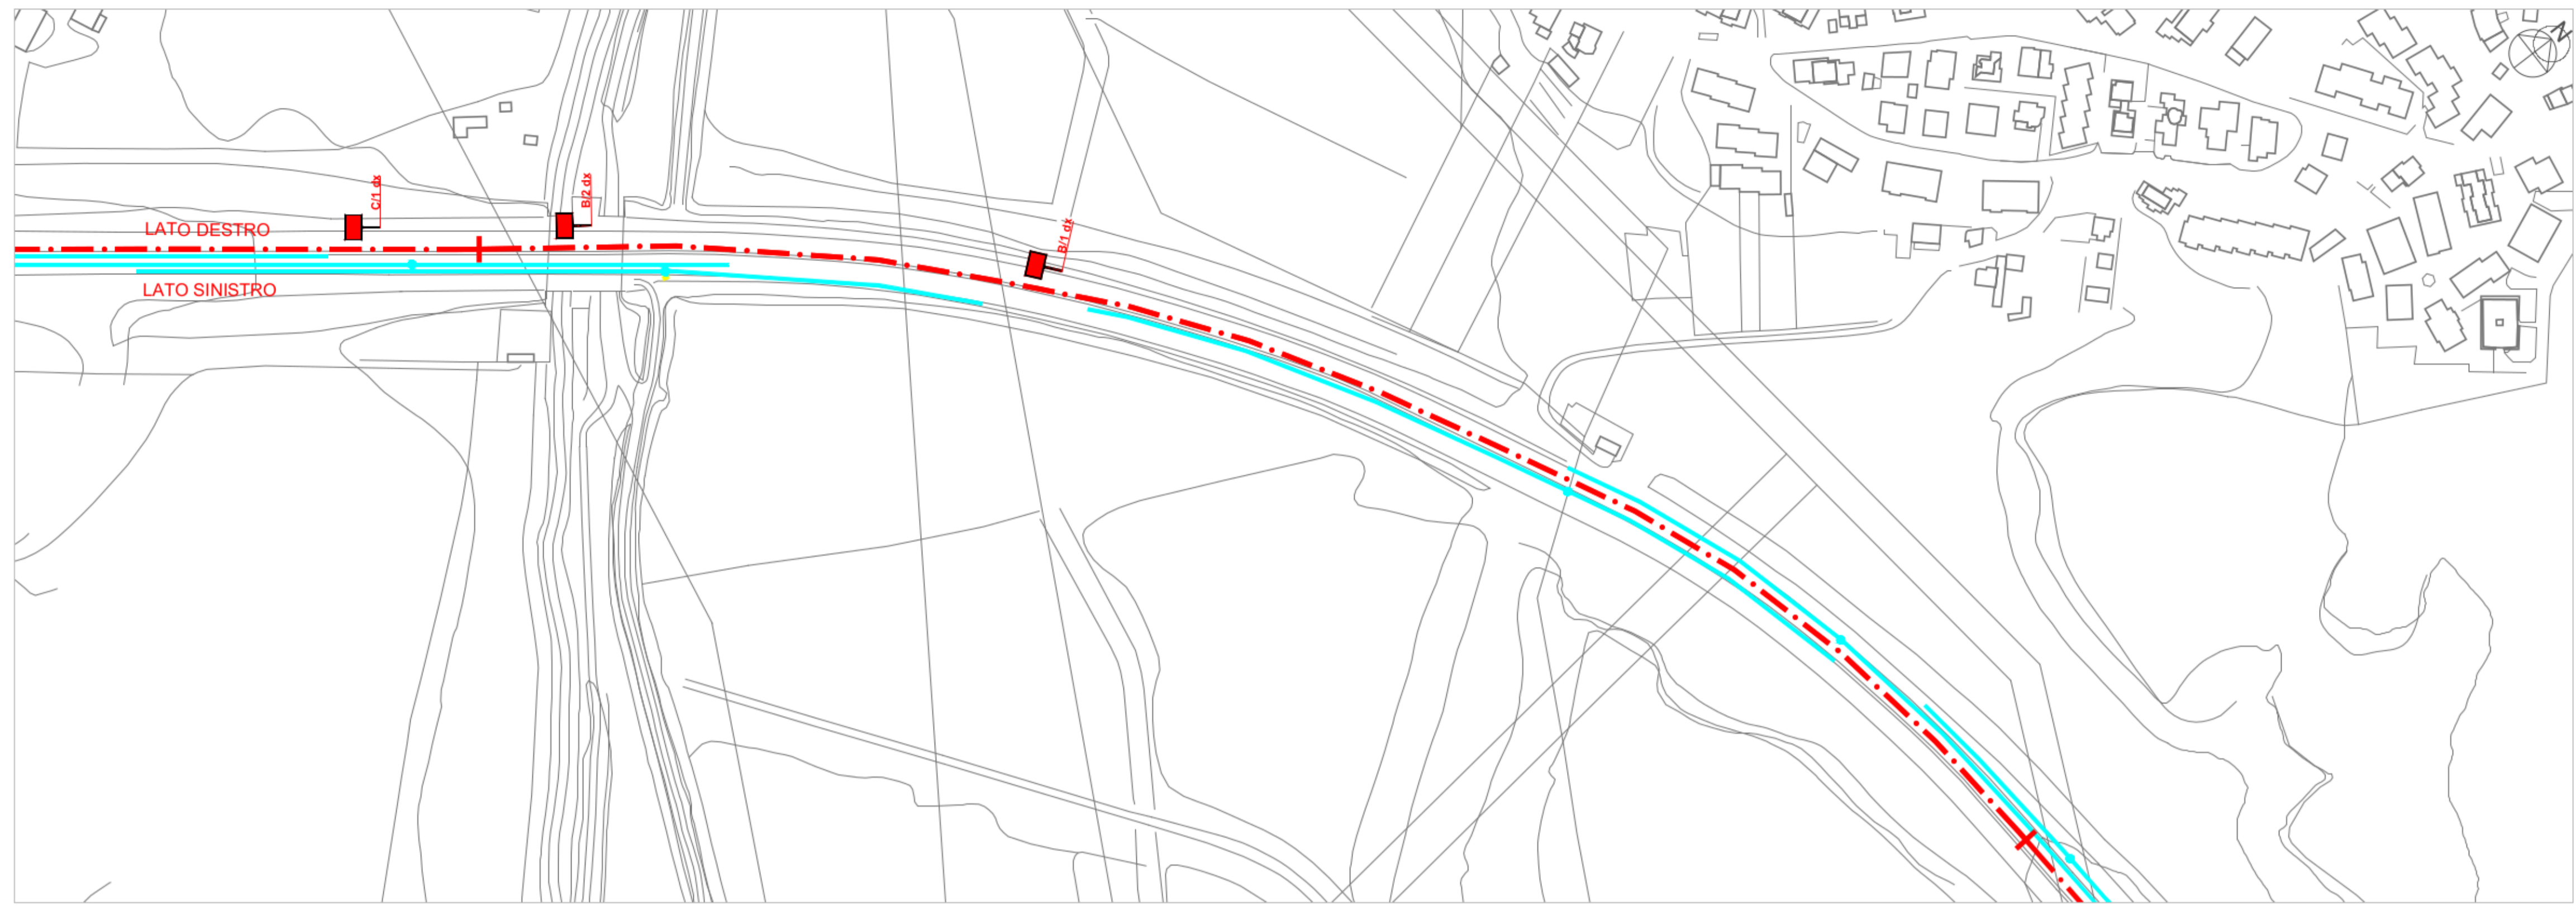 N
C/1 dx
B/2 dx
B/1 dx
LATO DESTRO
LATO SINISTRO